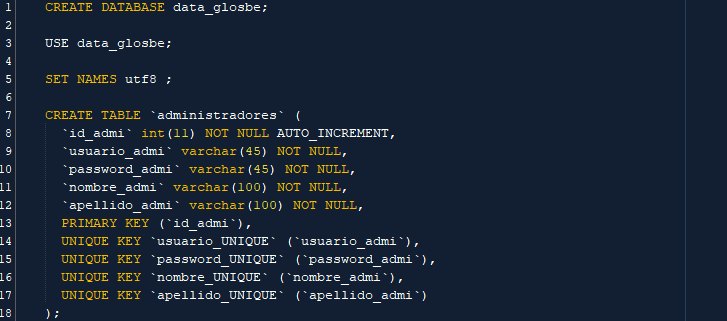 1 CREATE DATABASE data_glosbe;
2
3 USE data_glosbe;
4
5 SET NAMES utf8 ;
6
7 CREATE TABLE `administradores` (
8 `id_admi` int(11) NOT NULL AUTO_INCREMENT,
9 `usuario_admi` varchar(45) NOT NULL,
10 `password_admi` varchar(45) NOT NULL,
11 `nombre_admi` varchar(100) NOT NULL,
12 `apellido_admi` varchar(100) NOT NULL,
13 PRIMARY KEY (`id_admi`),
14 UNIQUE KEY `usuario_UNIQUE` (`usuario_admi`),
15 UNIQUE KEY `password_UNIQUE` (`password_admi`),
16 UNIQUE KEY `nombre_UNIQUE` (`nombre_admi`),
17 UNIQUE KEY `apellido_UNIQUE` (`apellido_admi`)
18 );